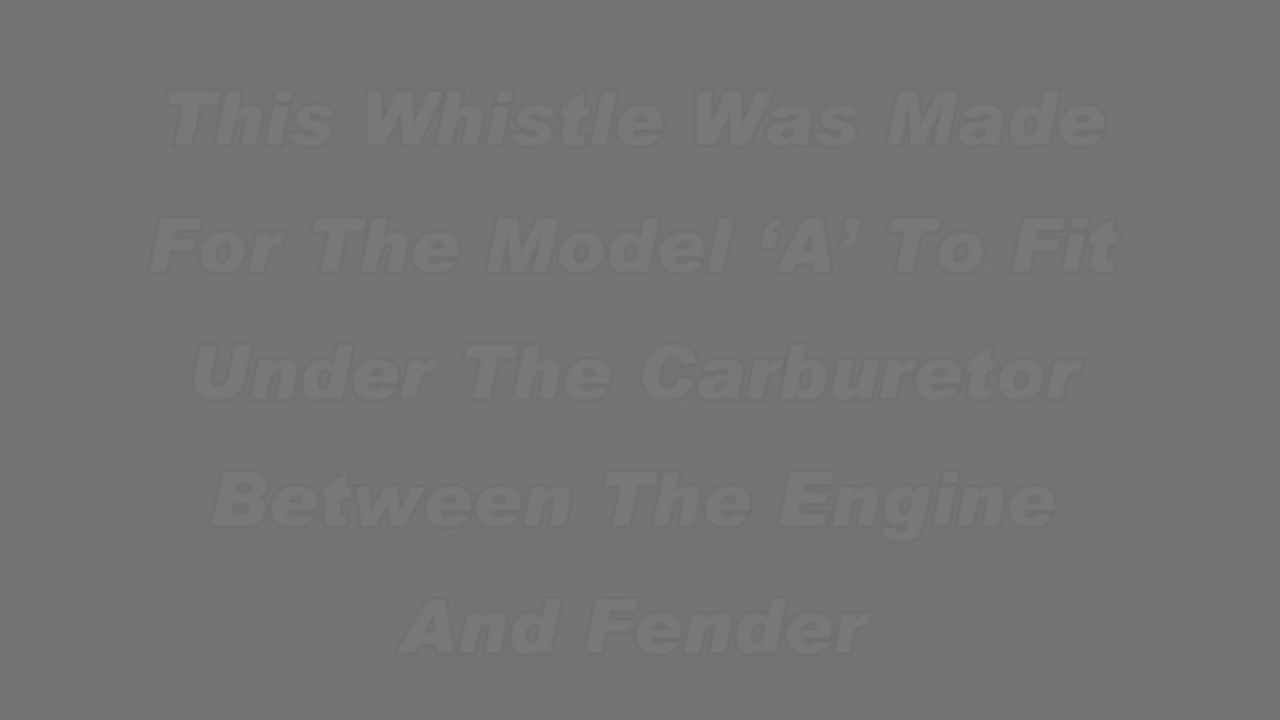 This Whistle Was Made
For The Model ‘A’ To Fit
Under The Carburetor
Between The Engine
And Fender